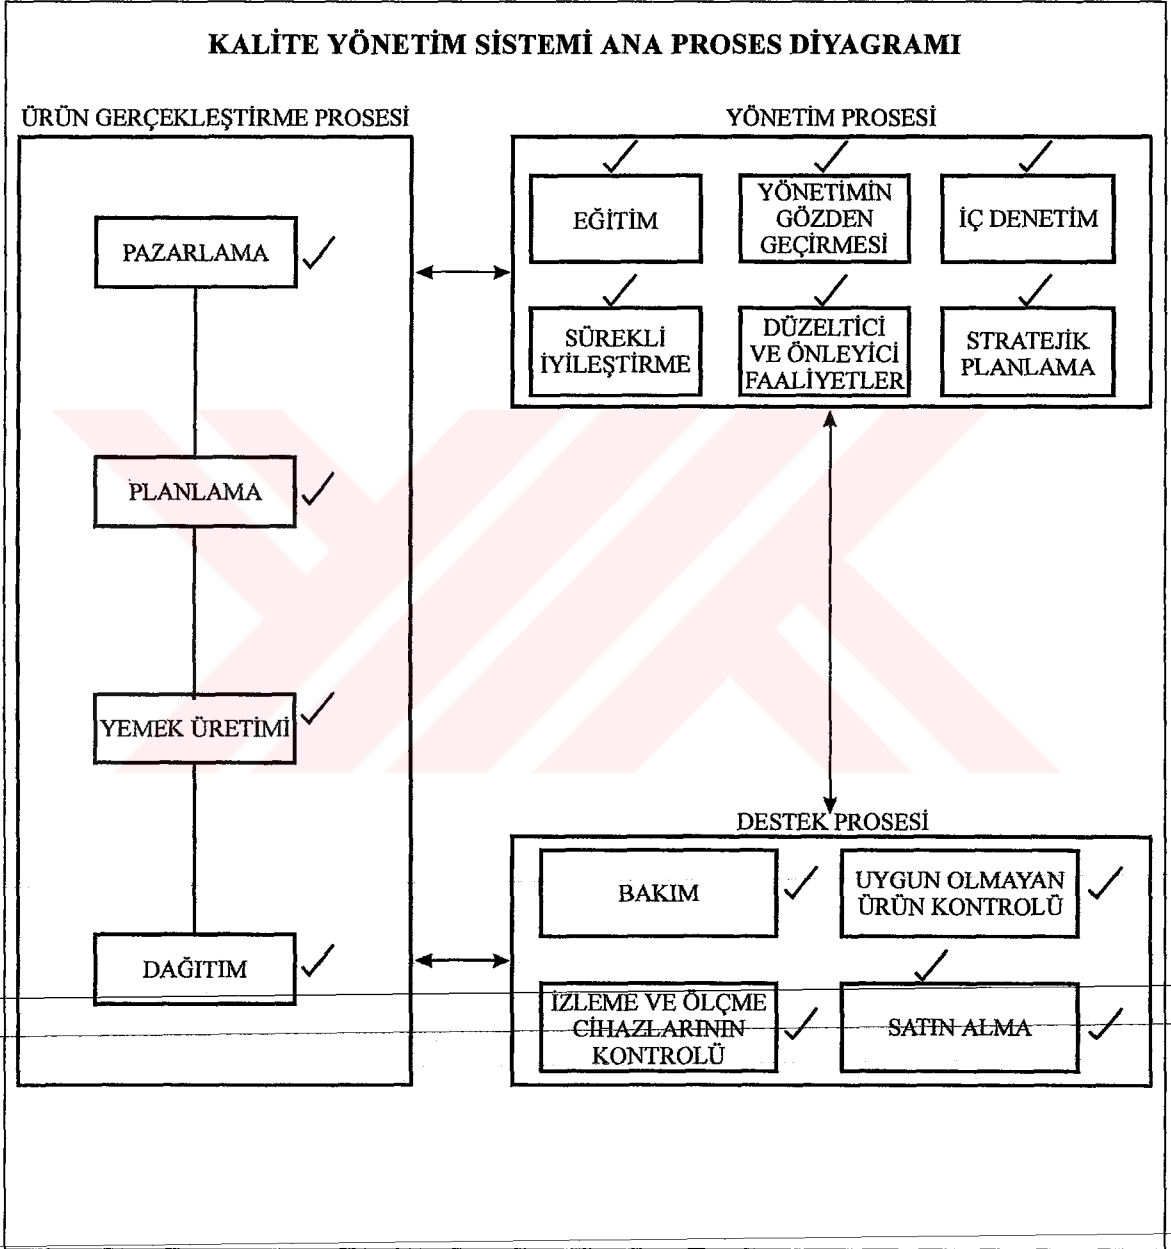 KALİTE YÖNETİM SİSTEMİ ANA PROSES DİYAGRAMI
ÜRÜN GERÇEKLEŞTİRME PROSESİ
PAZARLAMA
PLANLAMA
YEMEK ÜRETİMİ
DAĞITIM
YÖNETİM PROSESİ
EĞİTİM
YÖNETİMİN
GÖZDEN
GEÇİRMESİ
İÇ DENETİM
SÜREKLİ
İYİLEŞTİRME
DÜZELTİCİ
VE ÖNLEYİCİ
FAALİYETLER
STRATEJİK
PLANLAMA
DESTEK PROSESİ
BAKIM
UYGUN OLMAYAN
ÜRÜN KONTROLÜ
İZLEME VE ÖLÇME
CİHAZLARININ
KONTROLÜ
SATIN ALMA